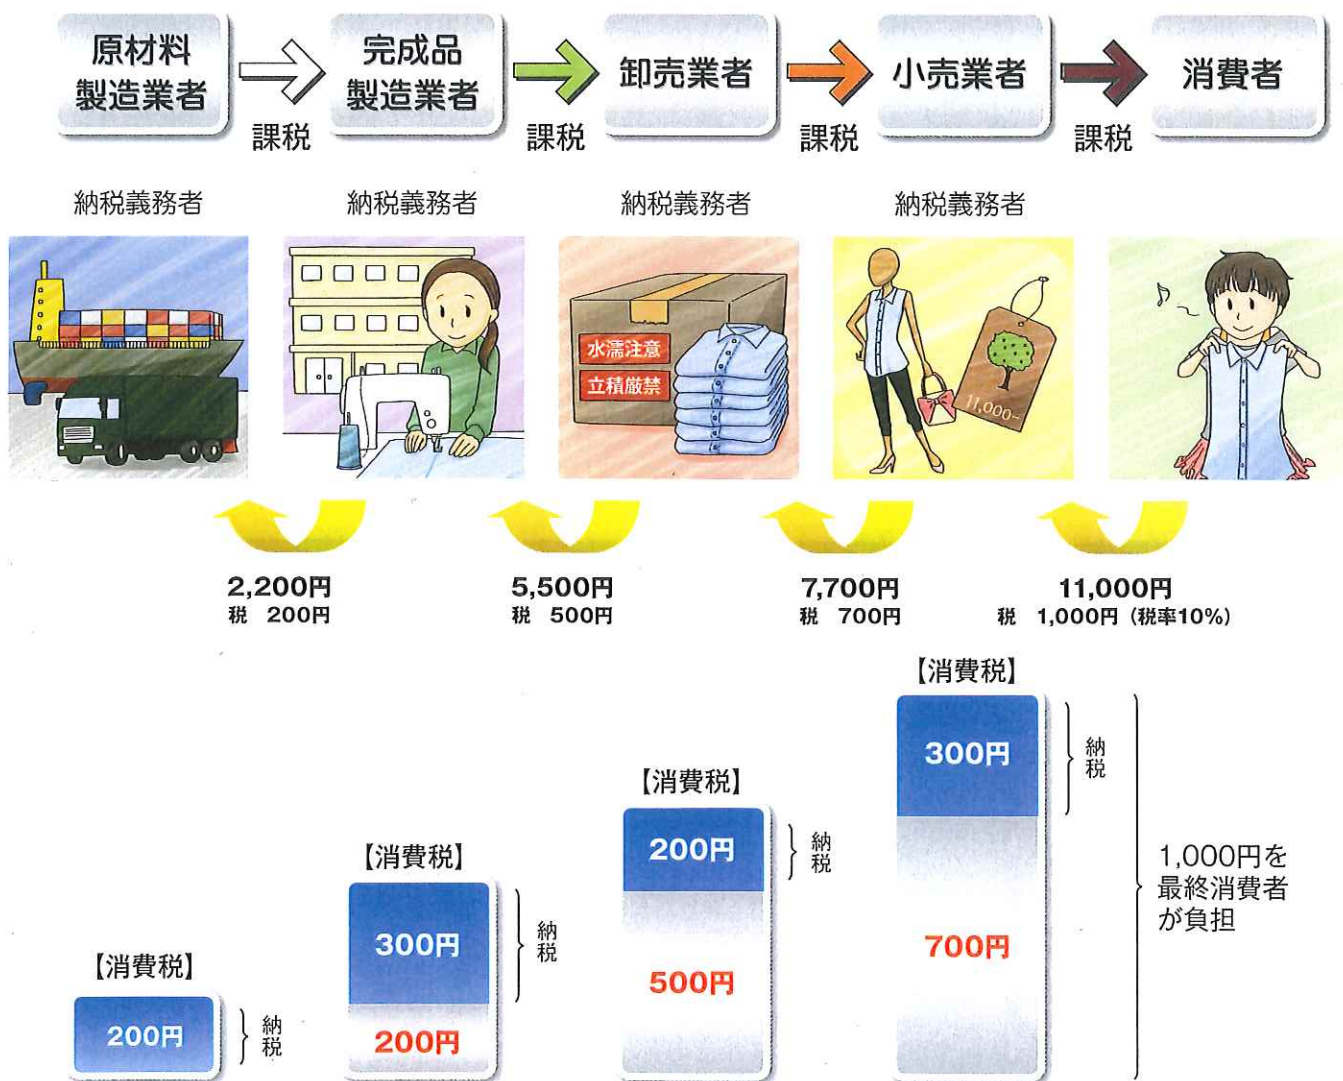 原材料
製造業者
完成品
製造業者
卸売業者
小売業者
消費者
課税
課税
課税
課税
納税義務者
納税義務者
納税義務者
納税義務者
水濡注意
立積厳禁
11,000-
2,200円
税 200円
5,500円
税 500円
7,700円
税 700円
11,000円
税 1,000円（税率10%）
【消費税】
200円
納税
【消費税】
300円
200円
納税
【消費税】
200円
500円
納税
【消費税】
300円
700円
納税
1,000円を
最終消費者
が負担